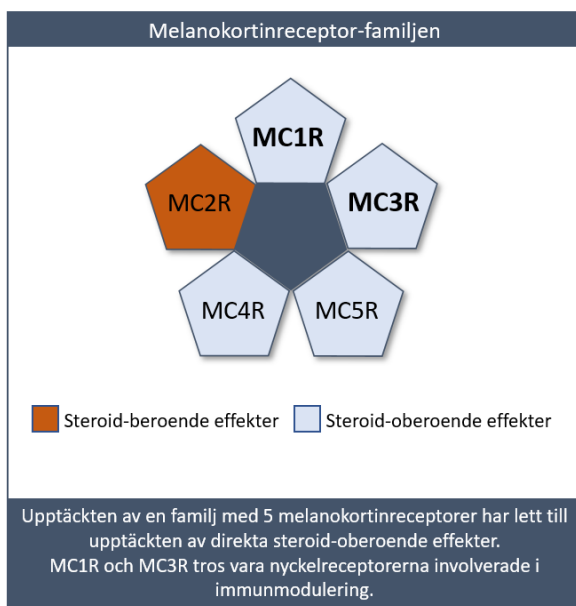 Melanokortinreceptor-familjen
MC1R
MC2R
MC3R
MC4R
MC5R
Steroid-beroende effekter
Steroid-oberoende effekter
Upptäckten av en familj med 5 melanokortinreceptorer har lett till
upptäckten av direkta steroid-oberoende effekter.
MC1R och MC3R tros vara nyckelreceptorerna involverade i
immunmodulering.